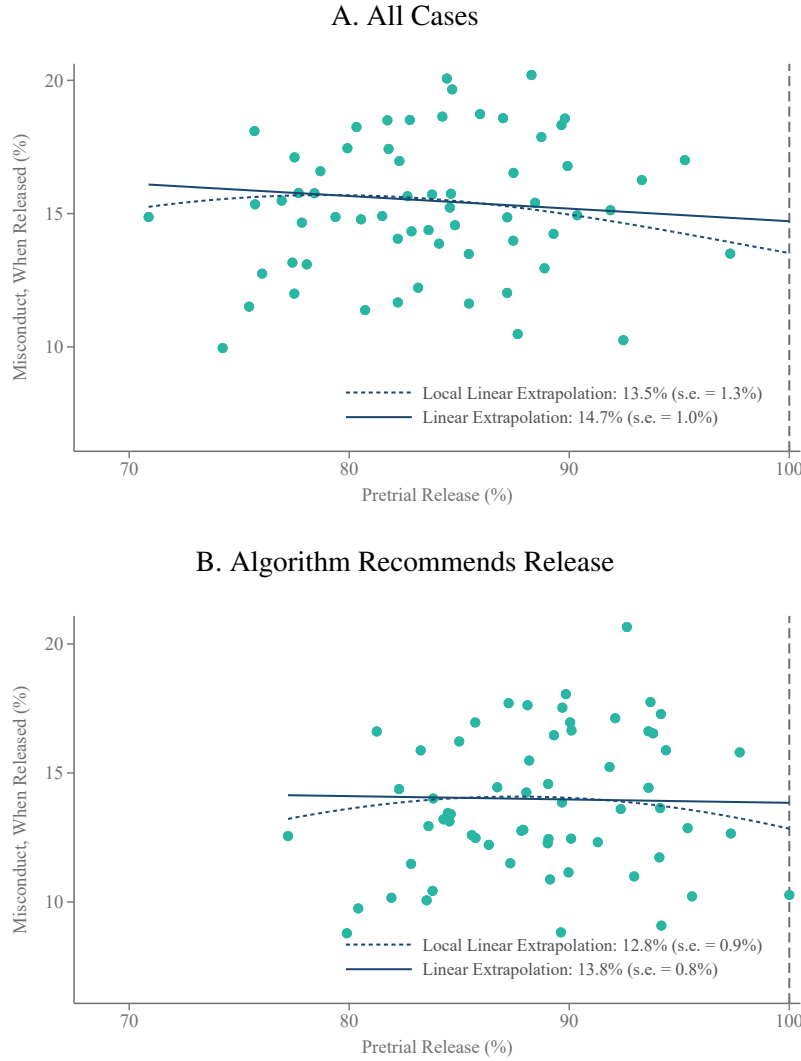 A. All Cases
20
15
10
Misconduct, When Released (%)
Local Linear Extrapolation: 13.5% (s.e. = 1.3%)
Linear Extrapolation: 14.7% (s.e. = 1.0%)
70 80 90 100
Pretrial Release (%)
B. Algorithm Recommends Release
20
15
10
Misconduct, When Released (%)
Local Linear Extrapolation: 12.8% (s.e. = 0.9%)
Linear Extrapolation: 13.8% (s.e. = 0.8%)
70 80 90 100
Pretrial Release (%)